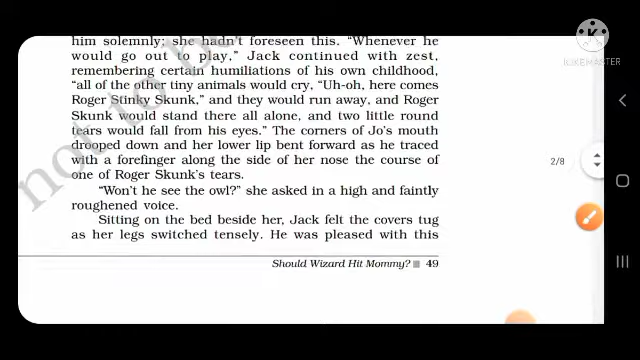 him solemnly; she hadn't foreseen this. "Whenever he
would go out to play," Jack continued with zest,
remembering certain humiliations of his own childhood,
"all of the other tiny animals would cry, "Uh-oh, here comes
Roger Stinky Skunk," and they would run away, and Roger
Skunk would stand there all alone, and two little round
tears would fall from his eyes." The corners of Jo's mouth
drooped down and her lower lip bent forward as he traced
with a forefinger along the side of her nose the course of
one of Roger Skunk's tears.
"Won't he see the owl?" she asked in a high and faintly
roughened voice.
Sitting on the bed beside her, Jack felt the covers tug
as her legs switched tensely. He was pleased with this
Should Wizard Hit Mommy? 49
not to b
2/8
K
ILIKEMASTER